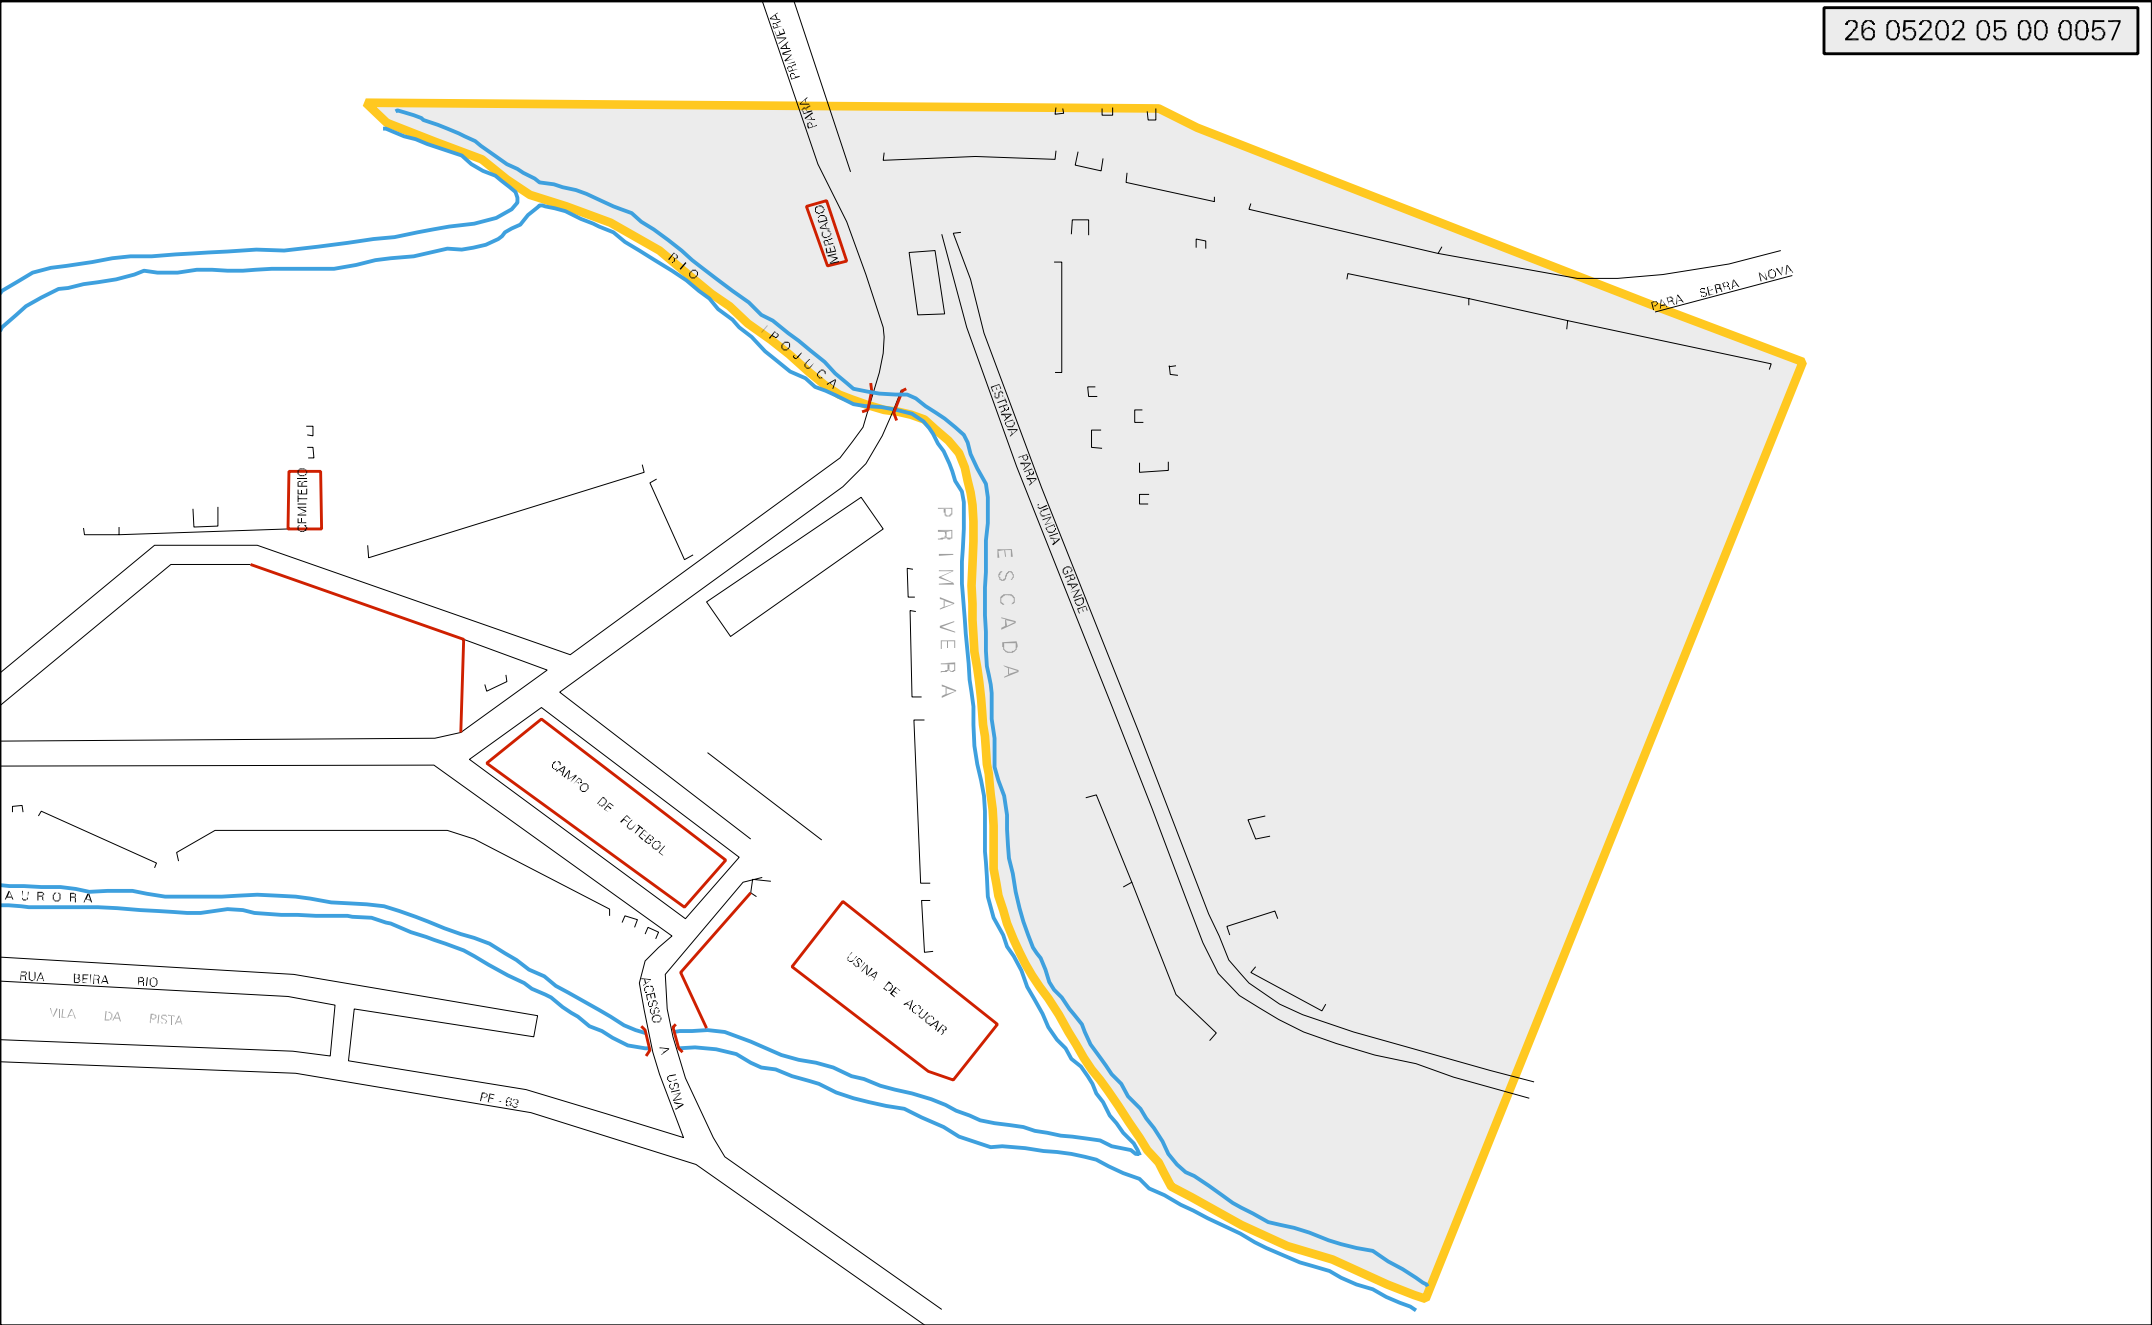 26 05202 05 00 0057
PARA PRIMAVERA
PARA
MERCADO
RIO
IPOJUCA
PARA SERRA NOVA
ESTRADA PARA JUNDIA GRANDE
CEMITERIO
PRIMAVERA
ESCADA
CAMPO DE FUTEBOL
AURORA
USINA DE ACUCAR
RUA BEIRA RIO
VILA DA PISTA
ACESSO A USINA
PE-63